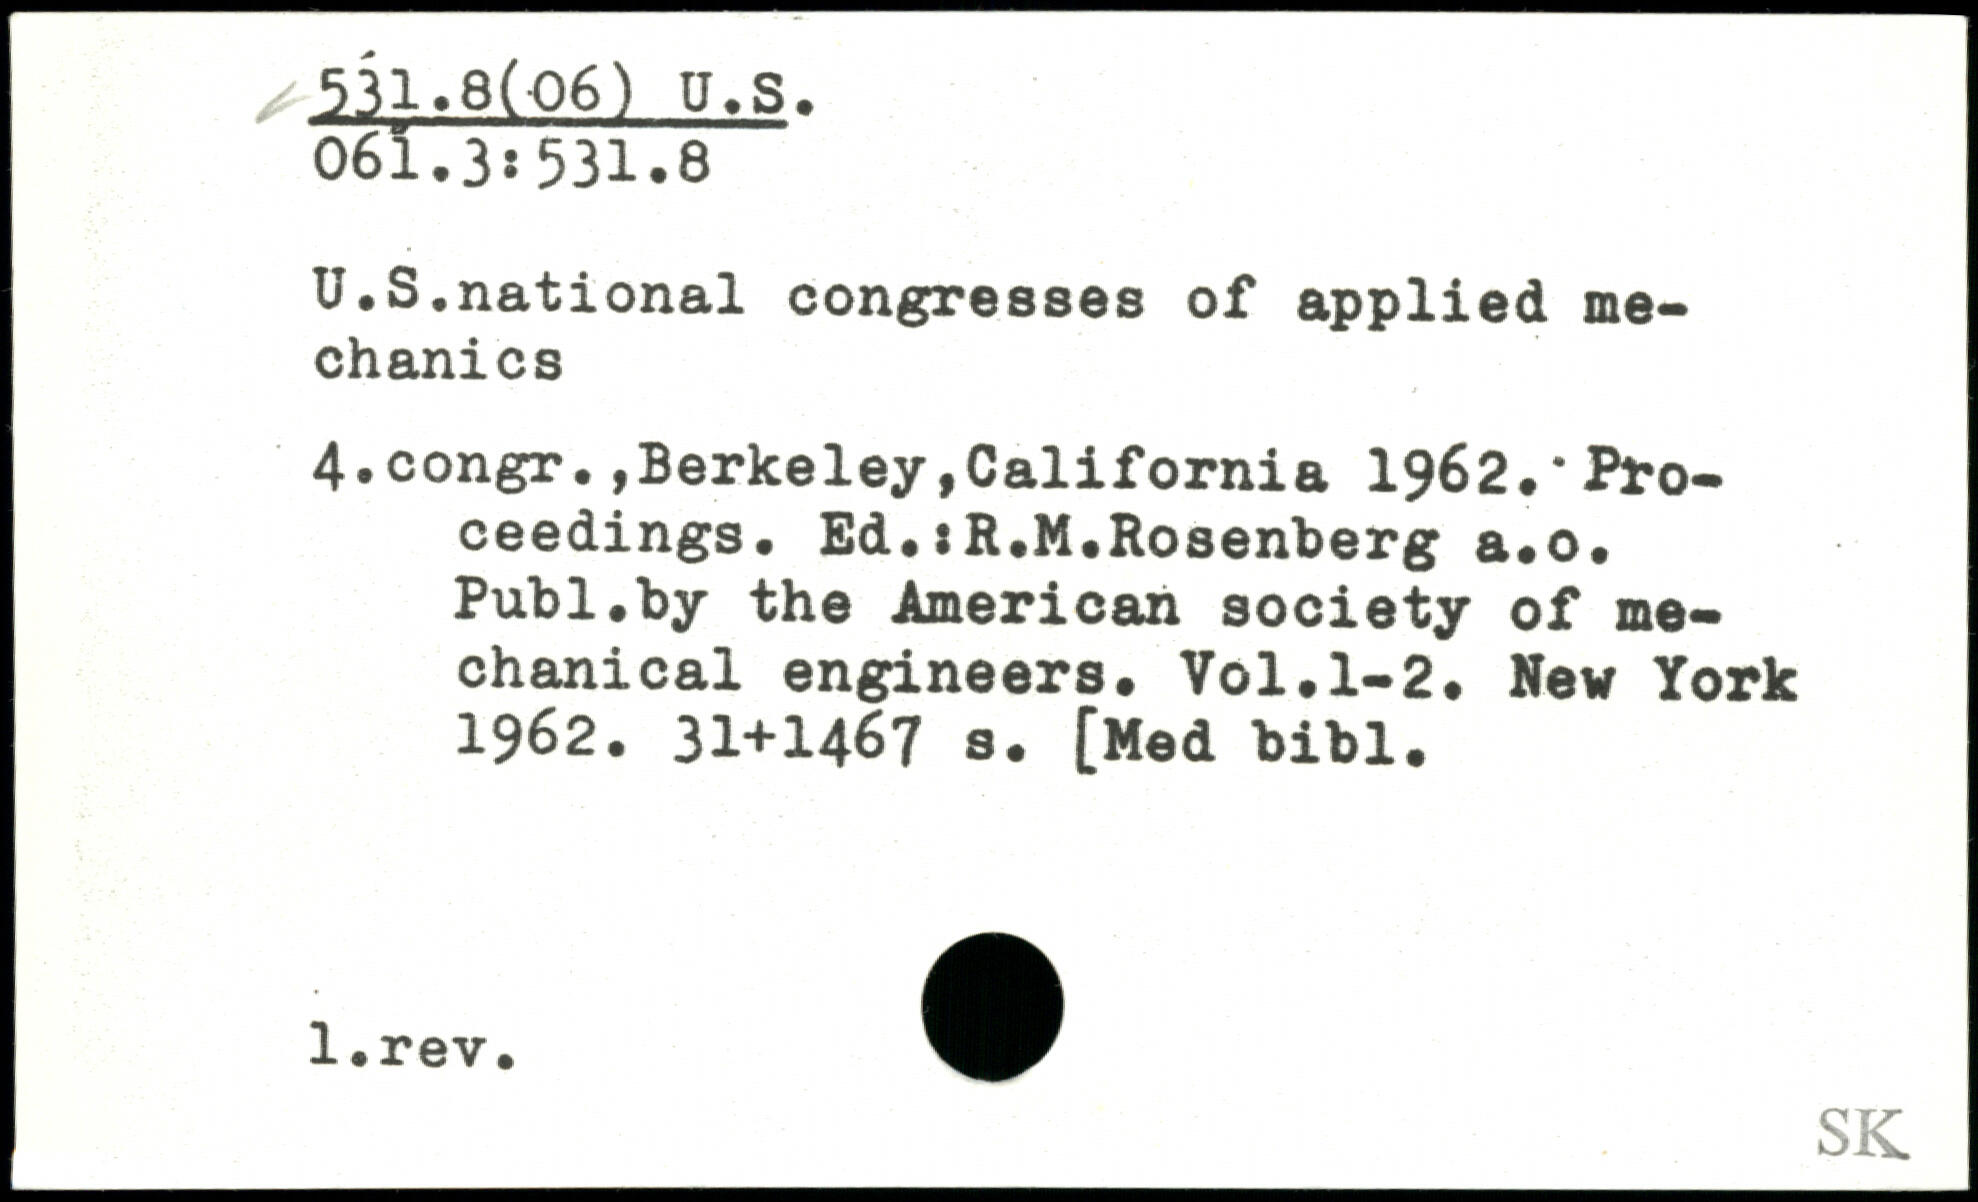 531.8(06) U.S.
061.3:531.8
U.S.national congresses of applied me-
chanics
4.congr.,Berkeley,California 1962. Pro-
ceedings. Ed.:R.M.Rosenberg a.o.
Publ.by the American society of me-
chanical engineers. Vol.1-2. New York
1962. 31+1467 s. [Med bibl.
1.rev.
SK